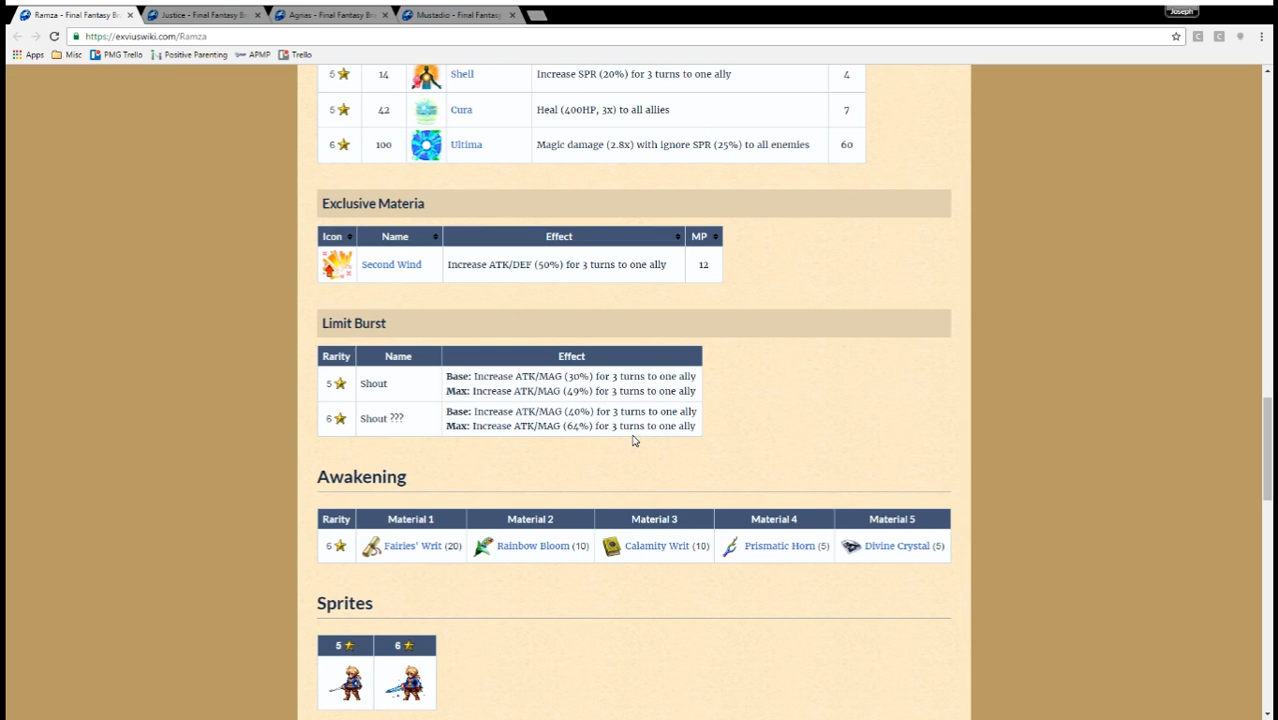 Ramza - Final Fantasy Br
Justice - Final Fantasy Br
Agrias - Final Fantasy Br
Mustadio - Final Fantasy
Joseph
https://exviuswiki.com/Ramza
Apps Misc PMG Trello Positive Parenting APMP Trello
5 14 Shell Increase SPR (20%) for 3 turns to one ally 4
5 42 Cura Heal (400HP, 3x) to all allies 7
6 100 Ultima Magic damage (2.8x) with ignore SPR (25%) to all enemies 60
Exclusive Materia
Icon Name Effect MP
Second Wind Increase ATK/DEF (50%) for 3 turns to one ally 12
Limit Burst
Rarity Name Effect
5 Shout Base: Increase ATK/MAG (30%) for 3 turns to one ally
Max: Increase ATK/MAG (49%) for 3 turns to one ally
6 Shout ??? Base: Increase ATK/MAG (40%) for 3 turns to one ally
Max: Increase ATK/MAG (64%) for 3 turns to one ally
Awakening
Rarity Material 1 Material 2 Material 3 Material 4 Material 5
6 Fairies' Writ (20) Rainbow Bloom (10) Calamity Writ (10) Prismatic Horn (5) Divine Crystal (5)
Sprites
5 6